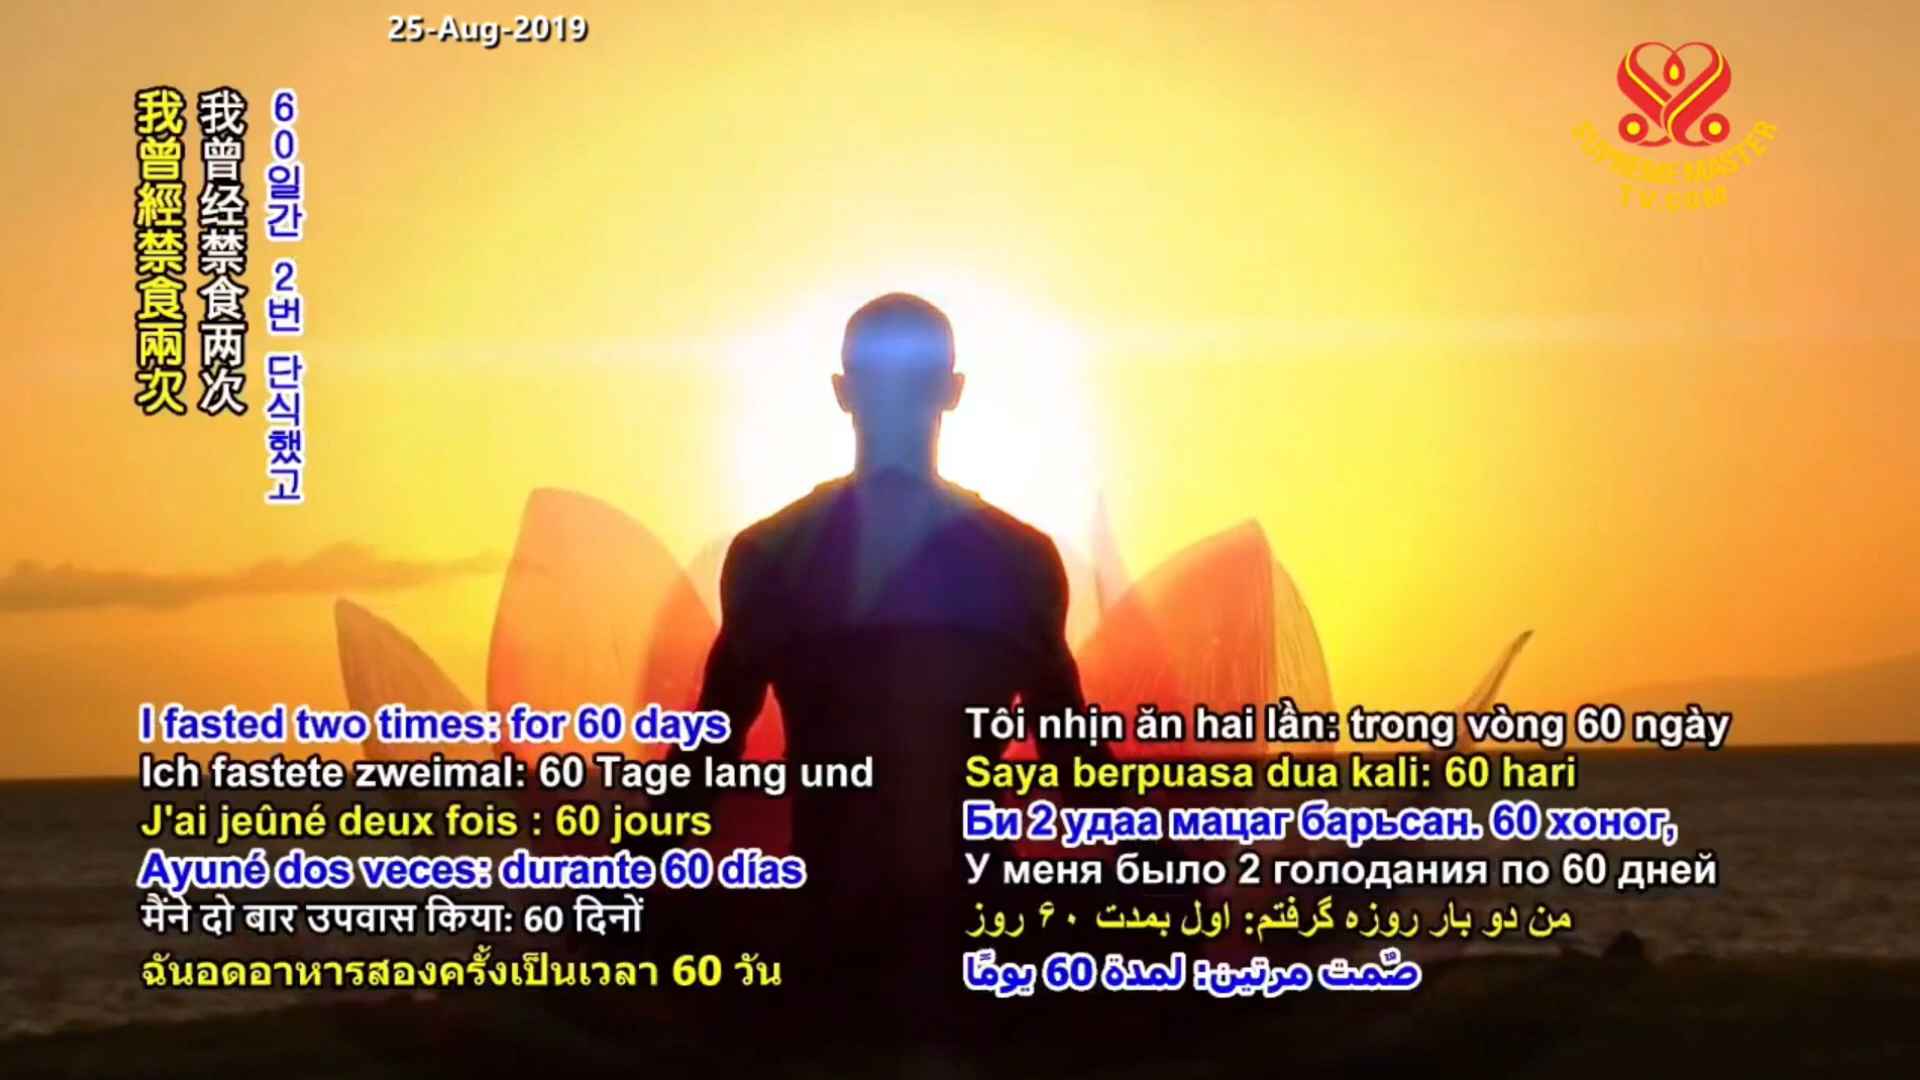 25-Aug-2019
我曾經禁食兩次
我曾经禁食两次
60일간 2번 단식했고
SUPREME MASTER
TV.COM
I fasted two times: for 60 days
Ich fastete zweimal: 60 Tage lang und
J'ai jeûné deux fois : 60 jours
Ayuné dos veces: durante 60 días
मैंने दो बार उपवास किया: 60 दिनों
ฉันอดอาหารสองครั้งเป็นเวลา 60 วัน
Tôi nhịn ăn hai lần: trong vòng 60 ngày
Saya berpuasa dua kali: 60 hari
Би 2 удаа мацаг барьсан. 60 хоног,
У меня было 2 голодания по 60 дней
من دو بار روزه گرفتم: اول بمدت ۶۰ روز
صُمت مرتين: لمدة 60 يومًا